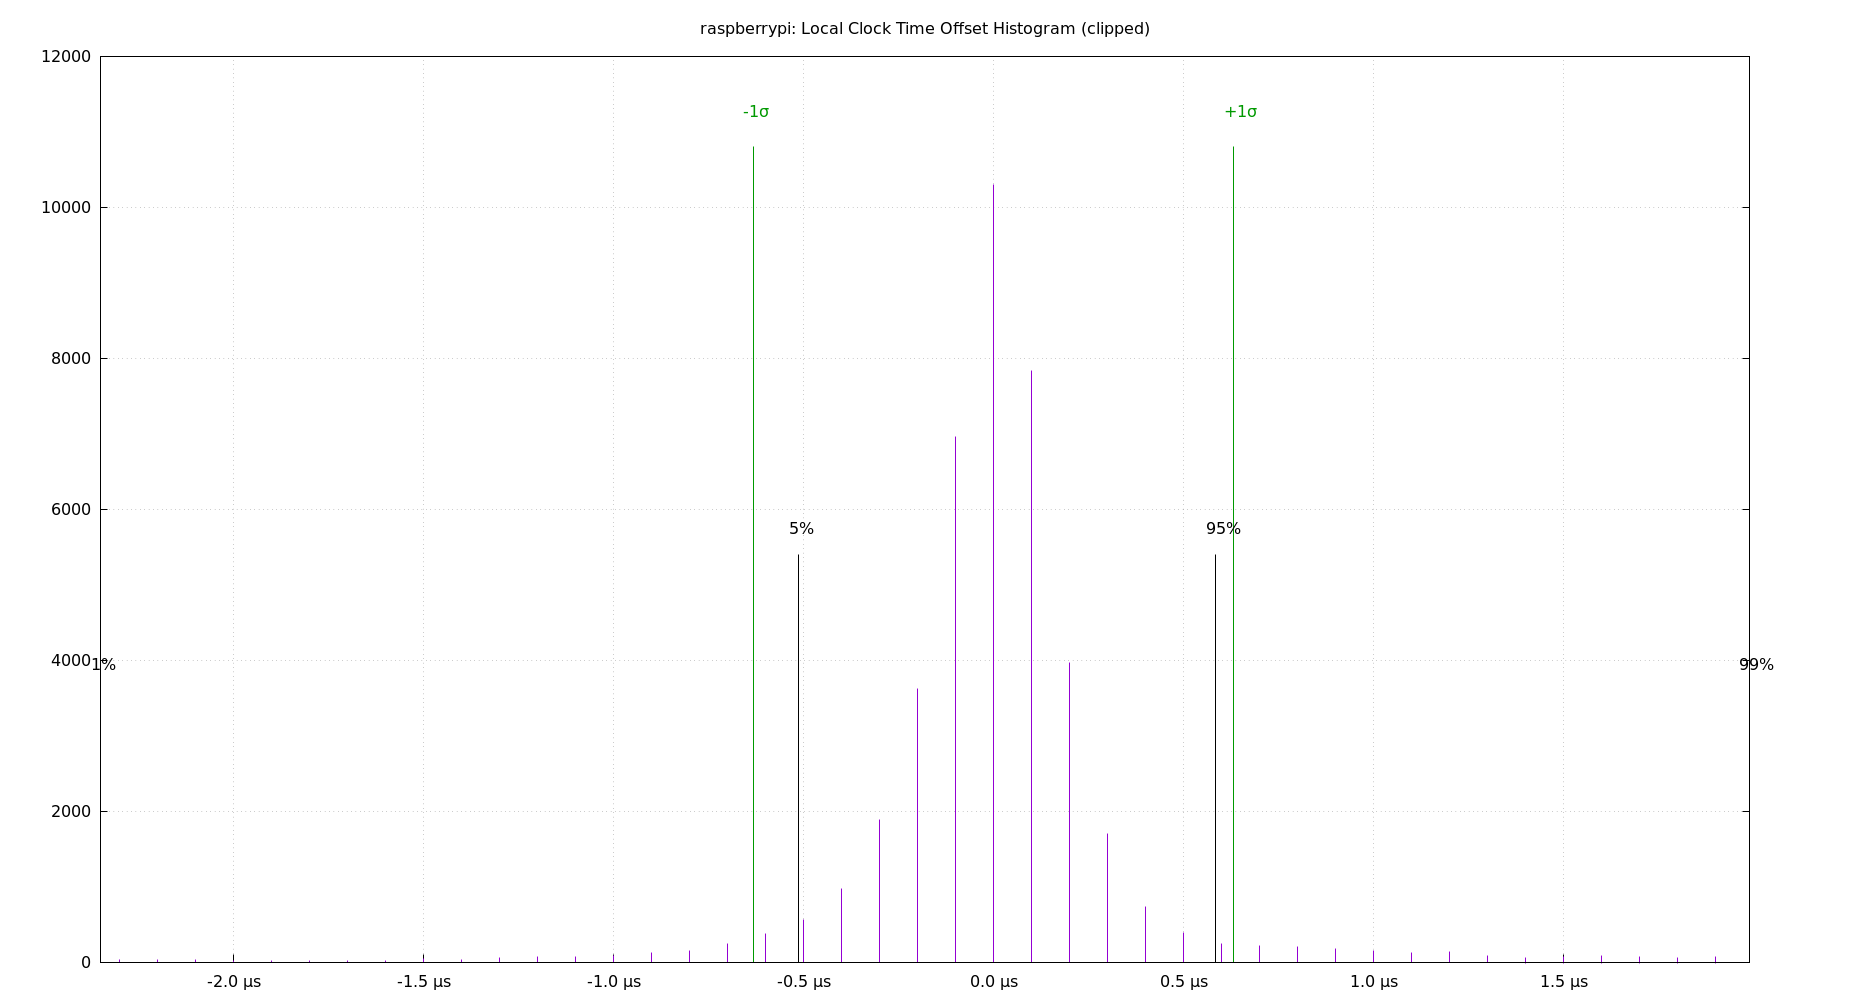 raspberrypi: Local Clock Time Offset Histogram (clipped)
12000
-1σ +1σ
10000
8000
6000
5% 95%
4000 1% 99%
2000
0
-2.0 µs -1.5 µs -1.0 µs -0.5 µs 0.0 µs 0.5 µs 1.0 µs 1.5 µs